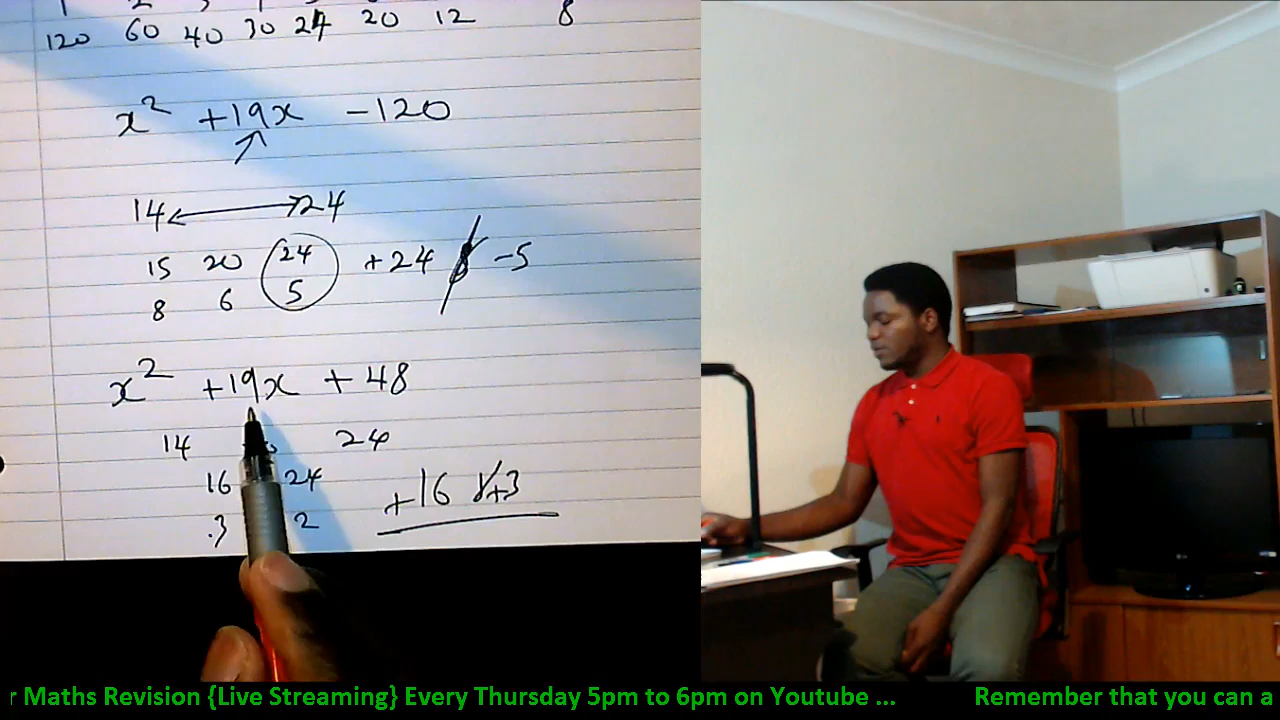 120 60 40 30 24 20 12 8
x² +19x -120
14 24
15 20 24 +24 -5
8 6 5
x² +19x +48
14 24
16 24 +16 +3
3 2
r Maths Revision {Live Streaming} Every Thursday 5pm to 6pm on Youtube ... Remember that you can a